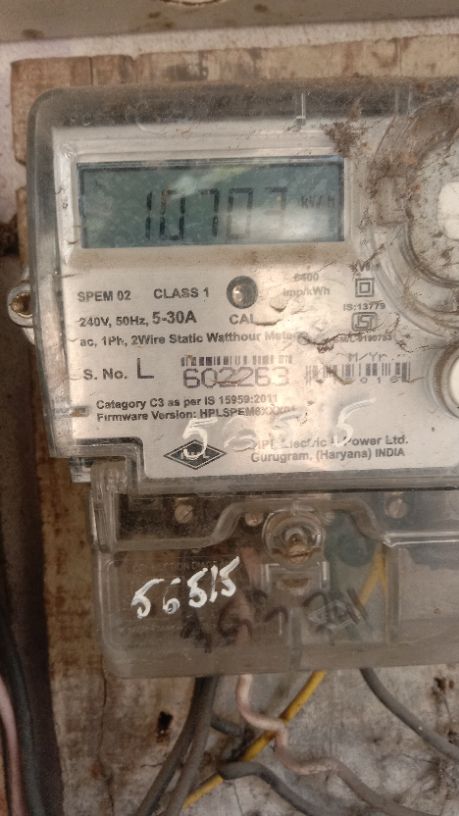 10703 kWh
SPEM 02 CLASS 1
6400
imp/kWh
240V, 50Hz, 5-30A CAL
IS:13779
ac, 1Ph, 2Wire Static Watthour Meter
M/Yr.
S. No. L 602263
Category C3 as per IS 15959:2011
Firmware Version:
Electric Power Ltd.
Gurugram, (Haryana) INDIA
56515